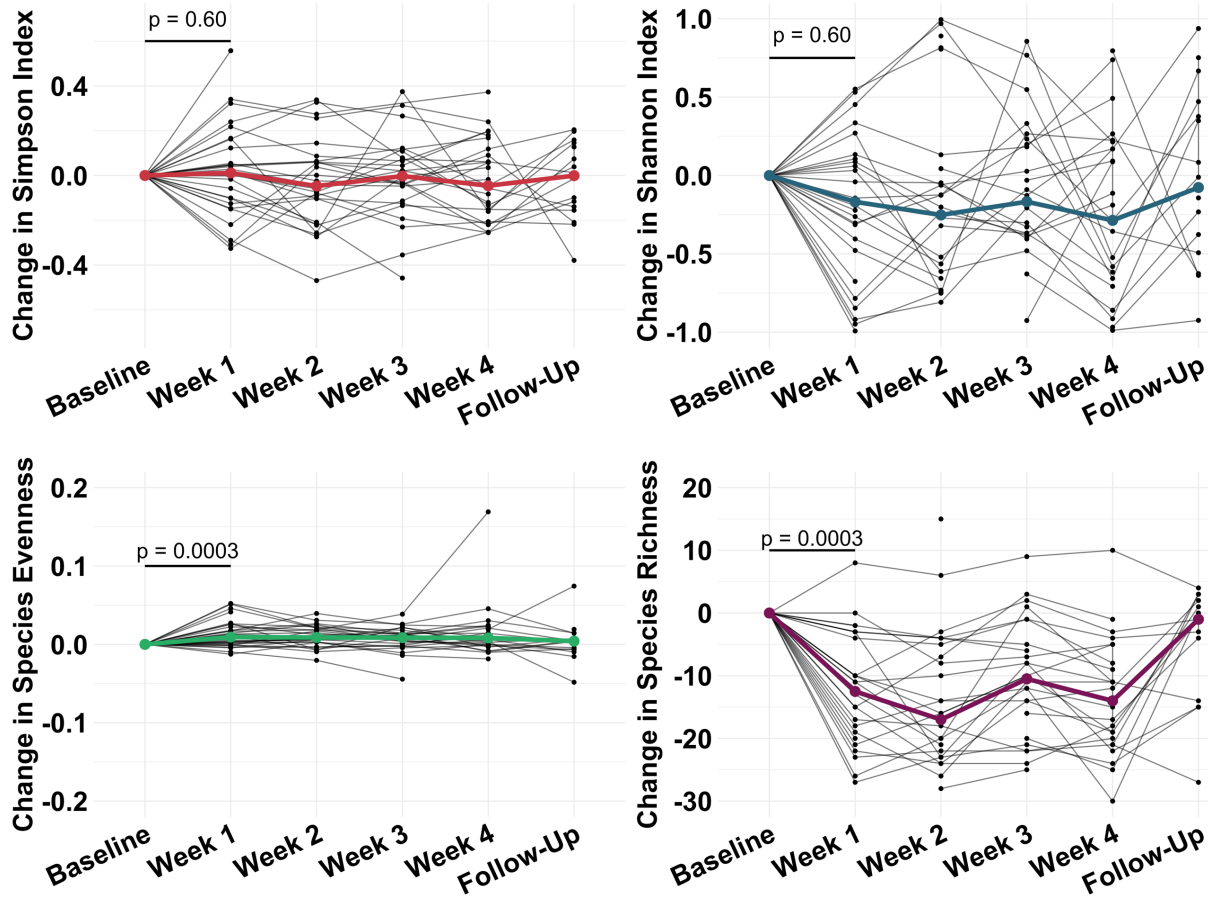 Change in Simpson Index
p = 0.60
0.4
0.0
-0.4
Baseline
Week 1
Week 2
Week 3
Week 4
Follow-Up
Change in Shannon Index
p = 0.60
1.0
0.5
0.0
-0.5
-1.0
Baseline
Week 1
Week 2
Week 3
Week 4
Follow-Up
Change in Species Evenness
p = 0.0003
0.2
0.1
0.0
-0.1
-0.2
Baseline
Week 1
Week 2
Week 3
Week 4
Follow-Up
Change in Species Richness
p = 0.0003
20
10
0
-10
-20
-30
Baseline
Week 1
Week 2
Week 3
Week 4
Follow-Up